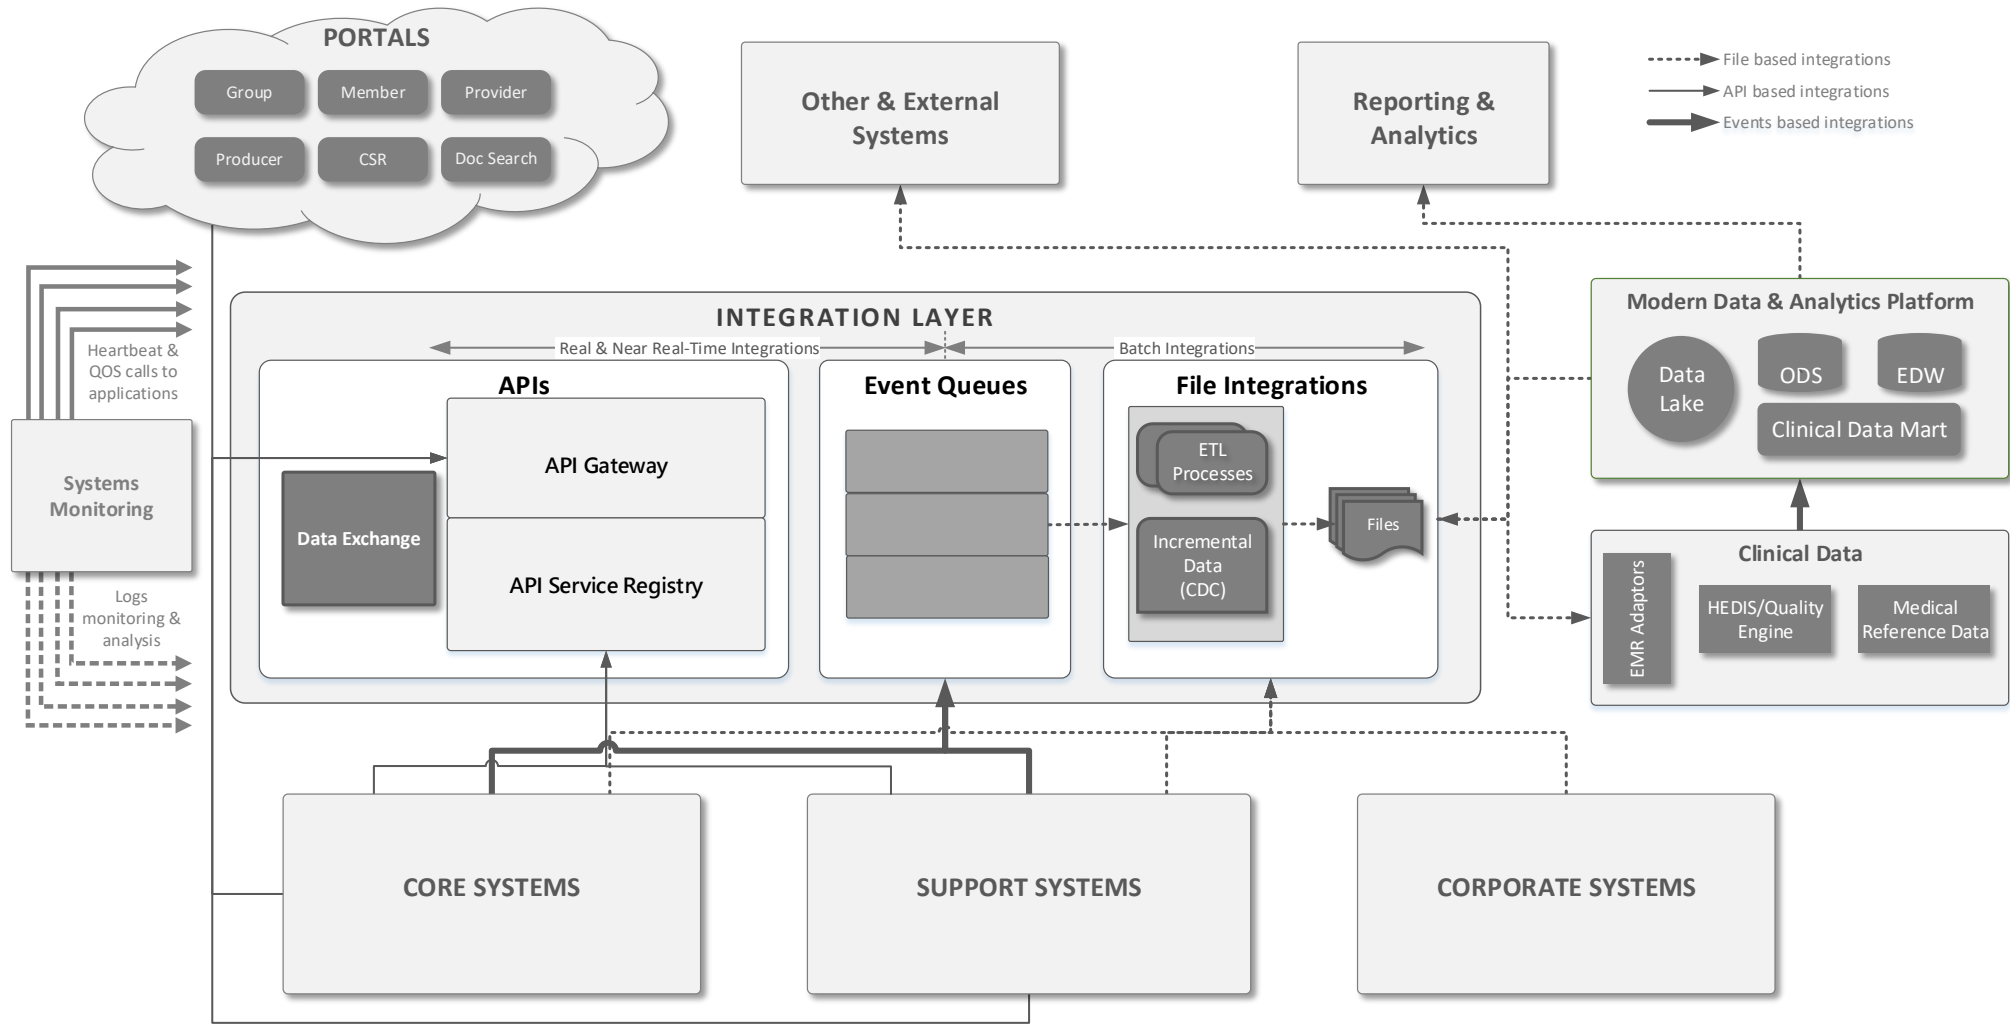 PORTALS
Group
Member
Provider
Producer
CSR
Doc Search
Other & External
Systems
Reporting &
Analytics
File based integrations
API based integrations
Events based integrations
Heartbeat &
QOS calls to
applications
Systems
Monitoring
Logs
monitoring &
analysis
INTEGRATION LAYER
Real & Near Real-Time Integrations
Batch Integrations
APIs
Data Exchange
API Gateway
API Service Registry
Event Queues
File Integrations
ETL
Processes
Incremental
Data
(CDC)
Files
Modern Data & Analytics Platform
Data
Lake
ODS
EDW
Clinical Data Mart
Clinical Data
EMR Adaptors
HEDIS/Quality
Engine
Medical
Reference Data
CORE SYSTEMS
SUPPORT SYSTEMS
CORPORATE SYSTEMS